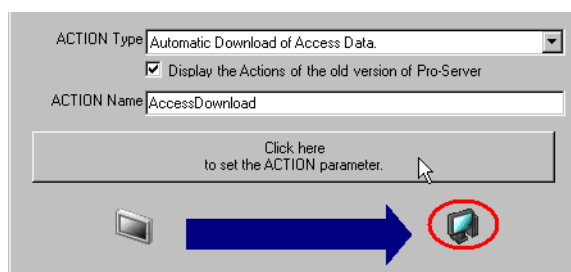 ACTION Type Automatic Download of Access Data.
Display the Actions of the old version of Pro-Server
ACTION Name AccessDownload
Click here
to set the ACTION parameter.